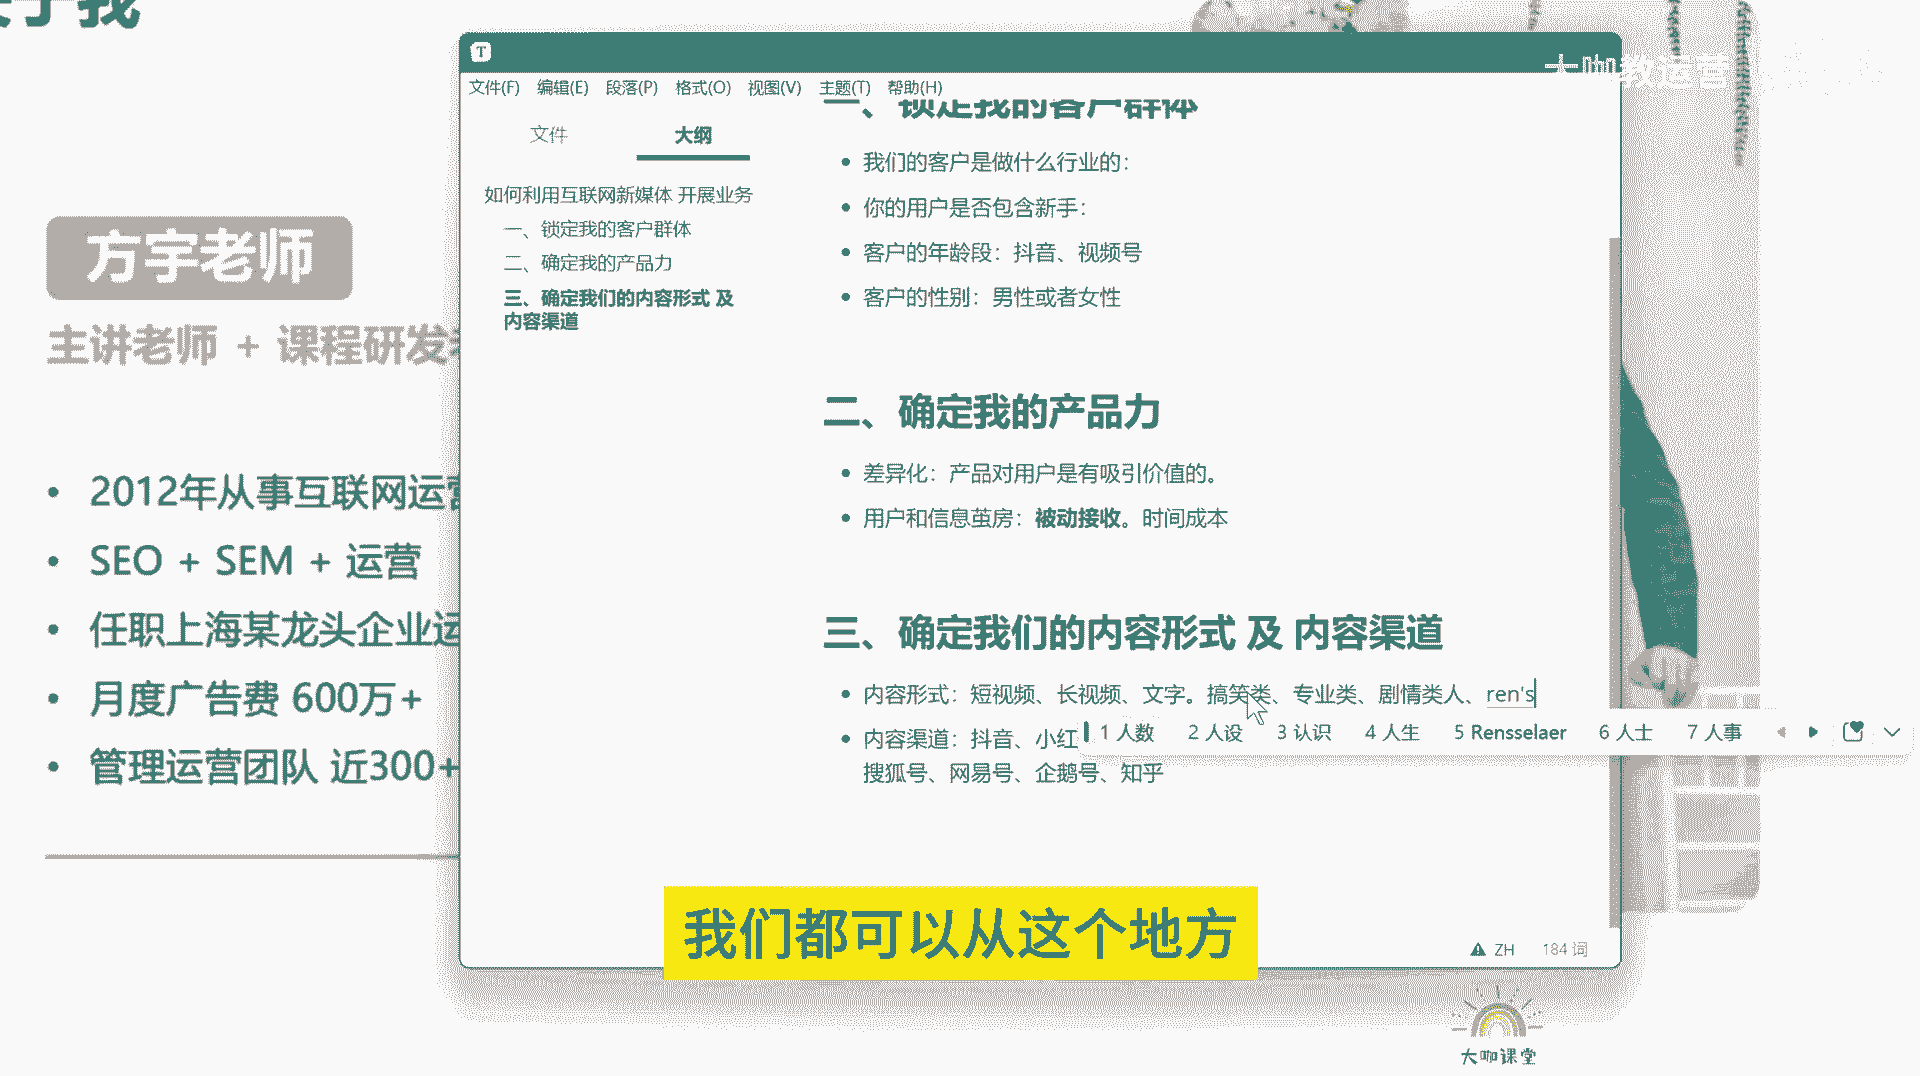 大咖教运营
T
文件(F) 编辑(E) 段落(P) 格式(O) 视图(V) 主题(T) 帮助(H)
文件 大纲
如何利用互联网新媒体 开展业务
一、锁定我的客户群体
二、确定我的产品力
三、确定我们的内容形式 及
内容渠道
一、锁定我的客户群体
我们的客户是做什么行业的：
你的用户是否包含新手：
客户的年龄段：抖音、视频号
客户的性别：男性或者女性
二、确定我的产品力
差异化：产品对用户是有吸引价值的。
用户和信息茧房：被动接收。时间成本
三、确定我们的内容形式 及 内容渠道
内容形式：短视频、长视频、文字。搞笑类、专业类、剧情类人、ren's
1 人数 2 人设 3 认识 4 人生 5 Rensselaer 6 人士 7 人事
内容渠道：抖音、小红
搜狐号、网易号、企鹅号、知乎
ZH 184 词
方宇老师
主讲老师 + 课程研发
• 2012年从事互联网运营
• SEO + SEM + 运营
• 任职上海某龙头企业运
• 月度广告费 600万+
• 管理运营团队 近300+
我们都可以从这个地方
大咖课堂